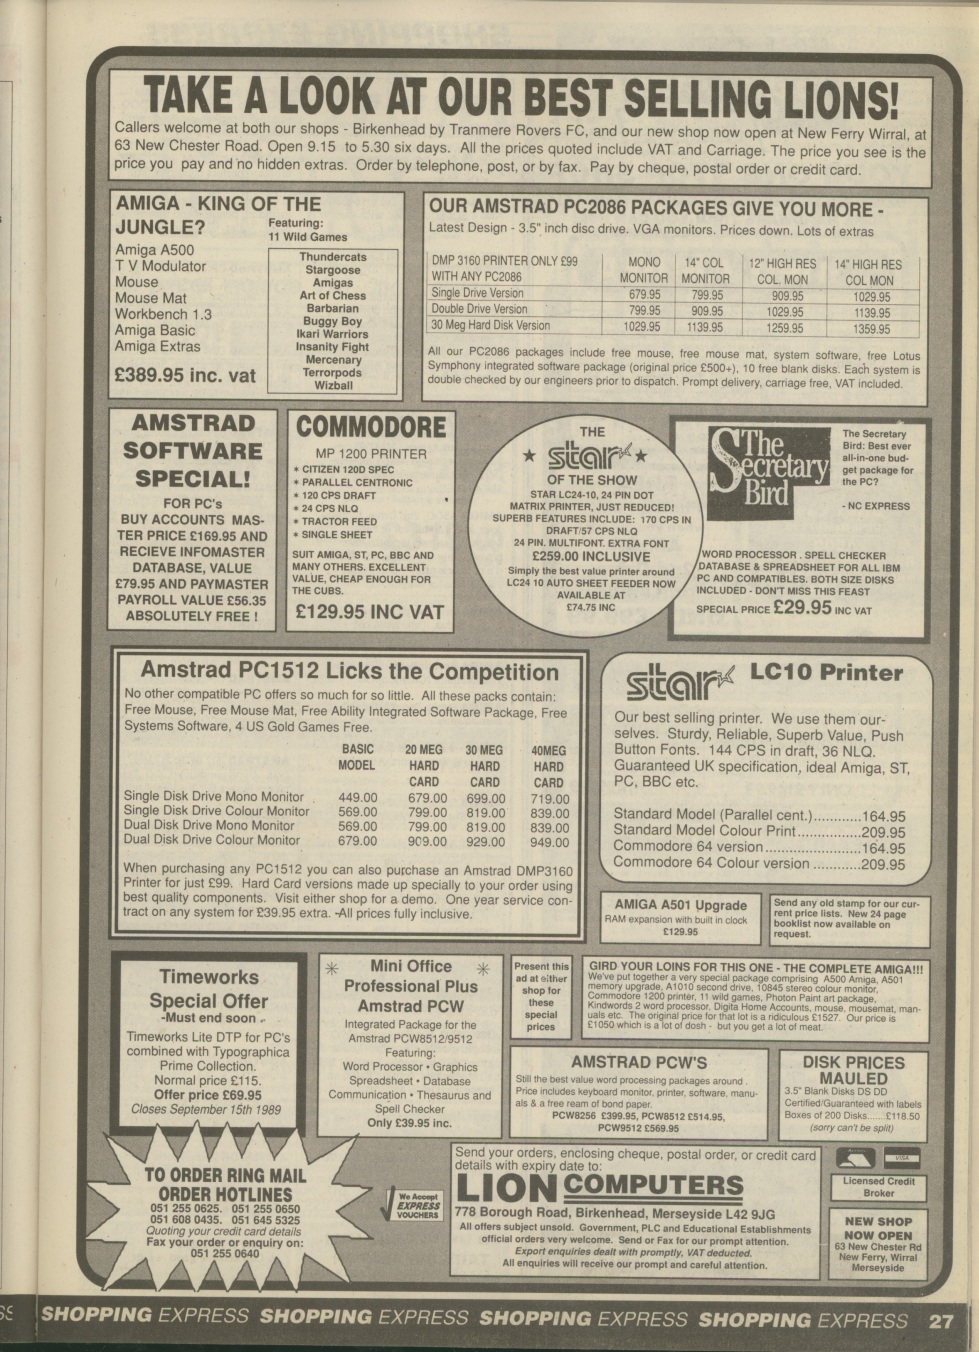 TAKE A LOOK AT OUR BEST SELLING LIONS!
Callers welcome at both our shops - Birkenhead by Tranmere Rovers FC, and our new shop now open at New Ferry Wirral, at
63 New Chester Road. Open 9.15 to 5.30 six days. All the prices quoted include VAT and Carriage. The price you see is the
price you pay and no hidden extras. Order by telephone, post, or by fax. Pay by cheque, postal order or credit card.
AMIGA - KING OF THE
JUNGLE?
Amiga A500
T V Modulator
Mouse
Mouse Mat
Workbench 1.3
Amiga Basic
Amiga Extras
£389.95 inc. vat
Featuring:
11 Wild Games
Thundercats
Stargoose
Amigas
Art of Chess
Barbarian
Buggy Boy
Ikari Warriors
Insanity Fight
Mercenary
Terrorpods
Wizball
OUR AMSTRAD PC2086 PACKAGES GIVE YOU MORE -
Latest Design - 3.5" inch disc drive. VGA monitors. Prices down. Lots of extras
DMP 3160 PRINTER ONLY £99 MONO 14" COL 12" HIGH RES 14" HIGH RES
WITH ANY PC2086 MONITOR MONITOR COL. MON COL MON
Single Drive Version 679.95 799.95 909.95 1029.95
Double Drive Version 799.95 909.95 1029.95 1139.95
30 Meg Hard Disk Version 1029.95 1139.95 1259.95 1359.95
All our PC2086 packages include free mouse, free mouse mat, system software, free Lotus
Symphony integrated software package (original price £500+), 10 free blank disks. Each system is
double checked by our engineers prior to dispatch. Prompt delivery, carriage free, VAT included.
AMSTRAD
SOFTWARE
SPECIAL!
FOR PC's
BUY ACCOUNTS MAS-
TER PRICE £169.95 AND
RECIEVE INFOMASTER
DATABASE, VALUE
£79.95 AND PAYMASTER
PAYROLL VALUE £56.35
ABSOLUTELY FREE !
COMMODORE
MP 1200 PRINTER
* CITIZEN 120D SPEC
* PARALLEL CENTRONIC
* 120 CPS DRAFT
* 24 CPS NLQ
* TRACTOR FEED
* SINGLE SHEET
SUIT AMIGA, ST, PC, BBC AND
MANY OTHERS. EXCELLENT
VALUE, CHEAP ENOUGH FOR
THE CUBS.
£129.95 INC VAT
THE
★ star ★
OF THE SHOW
STAR LC24-10, 24 PIN DOT
MATRIX PRINTER, JUST REDUCED!
SUPERB FEATURES INCLUDE: 170 CPS IN
DRAFT/57 CPS NLQ
24 PIN. MULTIFONT. EXTRA FONT
£259.00 INCLUSIVE
Simply the best value printer around
LC24 10 AUTO SHEET FEEDER NOW
AVAILABLE AT
£74.75 INC
The
Secretary
Bird
The Secretary
Bird: Best ever
all-in-one bud-
get package for
the PC?
- NC EXPRESS
WORD PROCESSOR . SPELL CHECKER
DATABASE & SPREADSHEET FOR ALL IBM
PC AND COMPATIBLES. BOTH SIZE DISKS
INCLUDED - DON'T MISS THIS FEAST
SPECIAL PRICE £29.95 INC VAT
Amstrad PC1512 Licks the Competition
No other compatible PC offers so much for so little. All these packs contain:
Free Mouse, Free Mouse Mat, Free Ability Integrated Software Package, Free
Systems Software, 4 US Gold Games Free.
BASIC 20 MEG 30 MEG 40MEG
MODEL HARD HARD HARD
CARD CARD CARD
Single Disk Drive Mono Monitor 449.00 679.00 699.00 719.00
Single Disk Drive Colour Monitor 569.00 799.00 819.00 839.00
Dual Disk Drive Mono Monitor 569.00 799.00 819.00 839.00
Dual Disk Drive Colour Monitor 679.00 909.00 929.00 949.00
When purchasing any PC1512 you can also purchase an Amstrad DMP3160
Printer for just £99. Hard Card versions made up specially to your order using
best quality components. Visit either shop for a demo. One year service con-
tract on any system for £39.95 extra. -All prices fully inclusive.
star LC10 Printer
Our best selling printer. We use them our-
selves. Sturdy, Reliable, Superb Value, Push
Button Fonts. 144 CPS in draft, 36 NLQ.
Guaranteed UK specification, ideal Amiga, ST,
PC, BBC etc.
Standard Model (Parallel cent.)............164.95
Standard Model Colour Print................209.95
Commodore 64 version........................164.95
Commodore 64 Colour version ............209.95
AMIGA A501 Upgrade
RAM expansion with built in clock
£129.95
Send any old stamp for our cur-
rent price lists. New 24 page
booklist now available on
request.
Timeworks
Special Offer
-Must end soon -
Timeworks Lite DTP for PC's
combined with Typographica
Prime Collection.
Normal price £115.
Offer price £69.95
Closes September 15th 1989
Mini Office
Professional Plus
Amstrad PCW
Integrated Package for the
Amstrad PCW8512/9512
Featuring:
Word Processor • Graphics
Spreadsheet • Database
Communication • Thesaurus and
Spell Checker
Only £39.95 inc.
Present this
ad at either
shop for
these
special
prices
GIRD YOUR LOINS FOR THIS ONE - THE COMPLETE AMIGA!!!
We've put together a very special package comprising A500 Amiga, A501
memory upgrade, A1010 second drive, 10845 stereo colour monitor,
Commodore 1200 printer, 11 wild games, Photon Paint art package,
Kindwords 2 word processor, Digita Home Accounts, mouse, mousemat, man-
uals etc. The original price for that lot is a ridiculous £1527. Our price is
£1050 which is a lot of dosh - but you get a lot of meat.
AMSTRAD PCW'S
Still the best value word processing packages around .
Price includes keyboard monitor, printer, software, manu-
als & a free ream of bond paper.
PCW8256 £399.95, PCW8512 £514.95,
PCW9512 £569.95
DISK PRICES
MAULED
3.5" Blank Disks DS DD
Certified/Guaranteed with labels
Boxes of 200 Disks......£118.50
(sorry can't be split)
TO ORDER RING MAIL
ORDER HOTLINES
051 255 0625. 051 255 0650
051 608 0435. 051 645 5325
Quoting your credit card details
Fax your order or enquiry on:
051 255 0640
We Accept
EXPRESS
VOUCHERS
Send your orders, enclosing cheque, postal order, or credit card
details with expiry date to:
LION COMPUTERS
778 Borough Road, Birkenhead, Merseyside L42 9JG
All offers subject unsold. Government, PLC and Educational Establishments
official orders very welcome. Send or Fax for our prompt attention.
Export enquiries dealt with promptly, VAT deducted.
All enquiries will receive our prompt and careful attention.
VISA
Licensed Credit
Broker
NEW SHOP
NOW OPEN
63 New Chester Rd
New Ferry, Wirral
Merseyside
SHOPPING EXPRESS SHOPPING EXPRESS SHOPPING EXPRESS SHOPPING EXPRESS 27